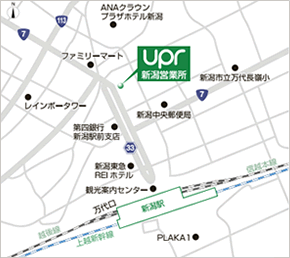 ANAクラウン
プラザホテル新潟
113
7
7
ファミリーマート
upr
新潟営業所
新潟市立万代長嶺小
レインボータワー
新潟中央郵便局
7
第四銀行
新潟駅前支店
33
新潟東急
REI ホテル
観光案内センター
信越本線
万代口
新潟駅
越後線
上越新幹線
PLAKA1